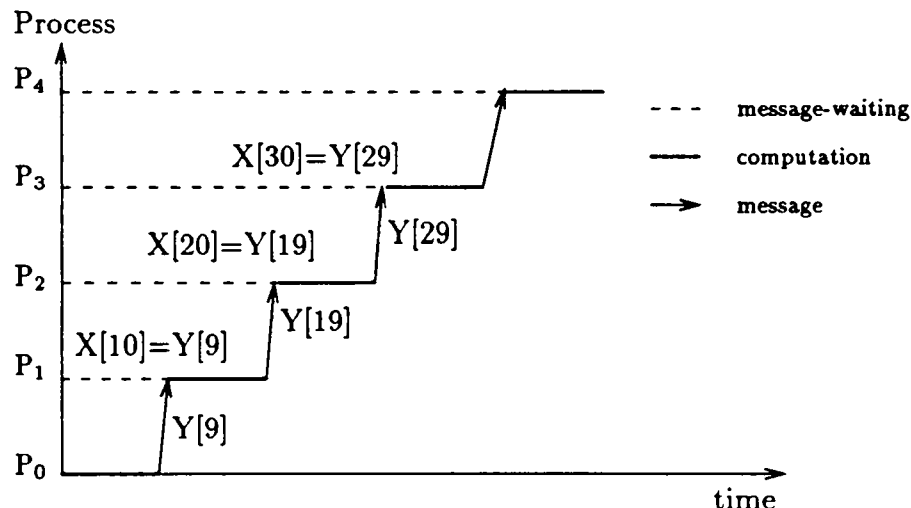 Process
P4
message-waiting
X[30]=Y[29]
computation
P3
message
Y[29]
X[20]=Y[19]
P2
Y[19]
X[10]=Y[9]
P1
Y[9]
P0
time